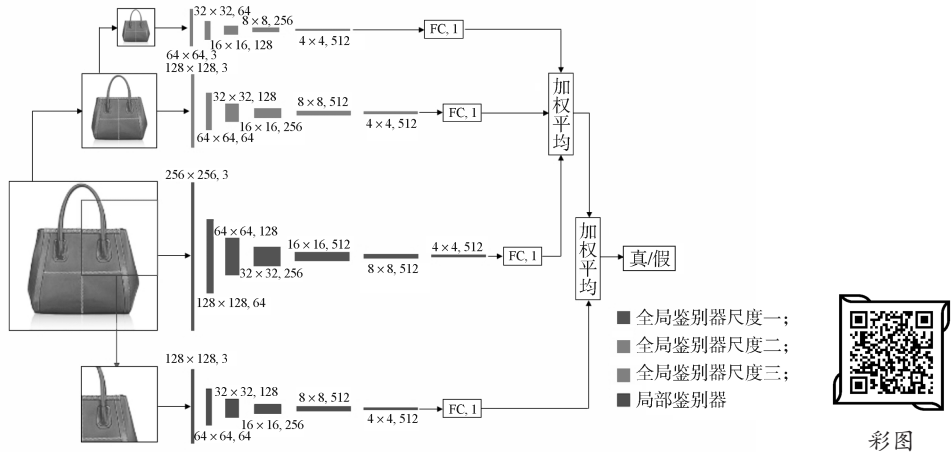 32×32, 64
8×8, 256
16×16, 128
4×4, 512
64×64, 3
FC, 1
128×128, 3
32×32, 128
8×8, 512
16×16, 256
4×4, 512
64×64, 64
FC, 1
加权平均
256×256, 3
64×64, 128
16×16, 512
4×4, 512
32×32, 256
8×8, 512
128×128, 64
FC, 1
加权平均
真/假
128×128, 3
32×32, 128
8×8, 512
16×16, 256
4×4, 512
64×64, 64
FC, 1
全局鉴别器尺度一；
全局鉴别器尺度二；
全局鉴别器尺度三；
局部鉴别器
彩图